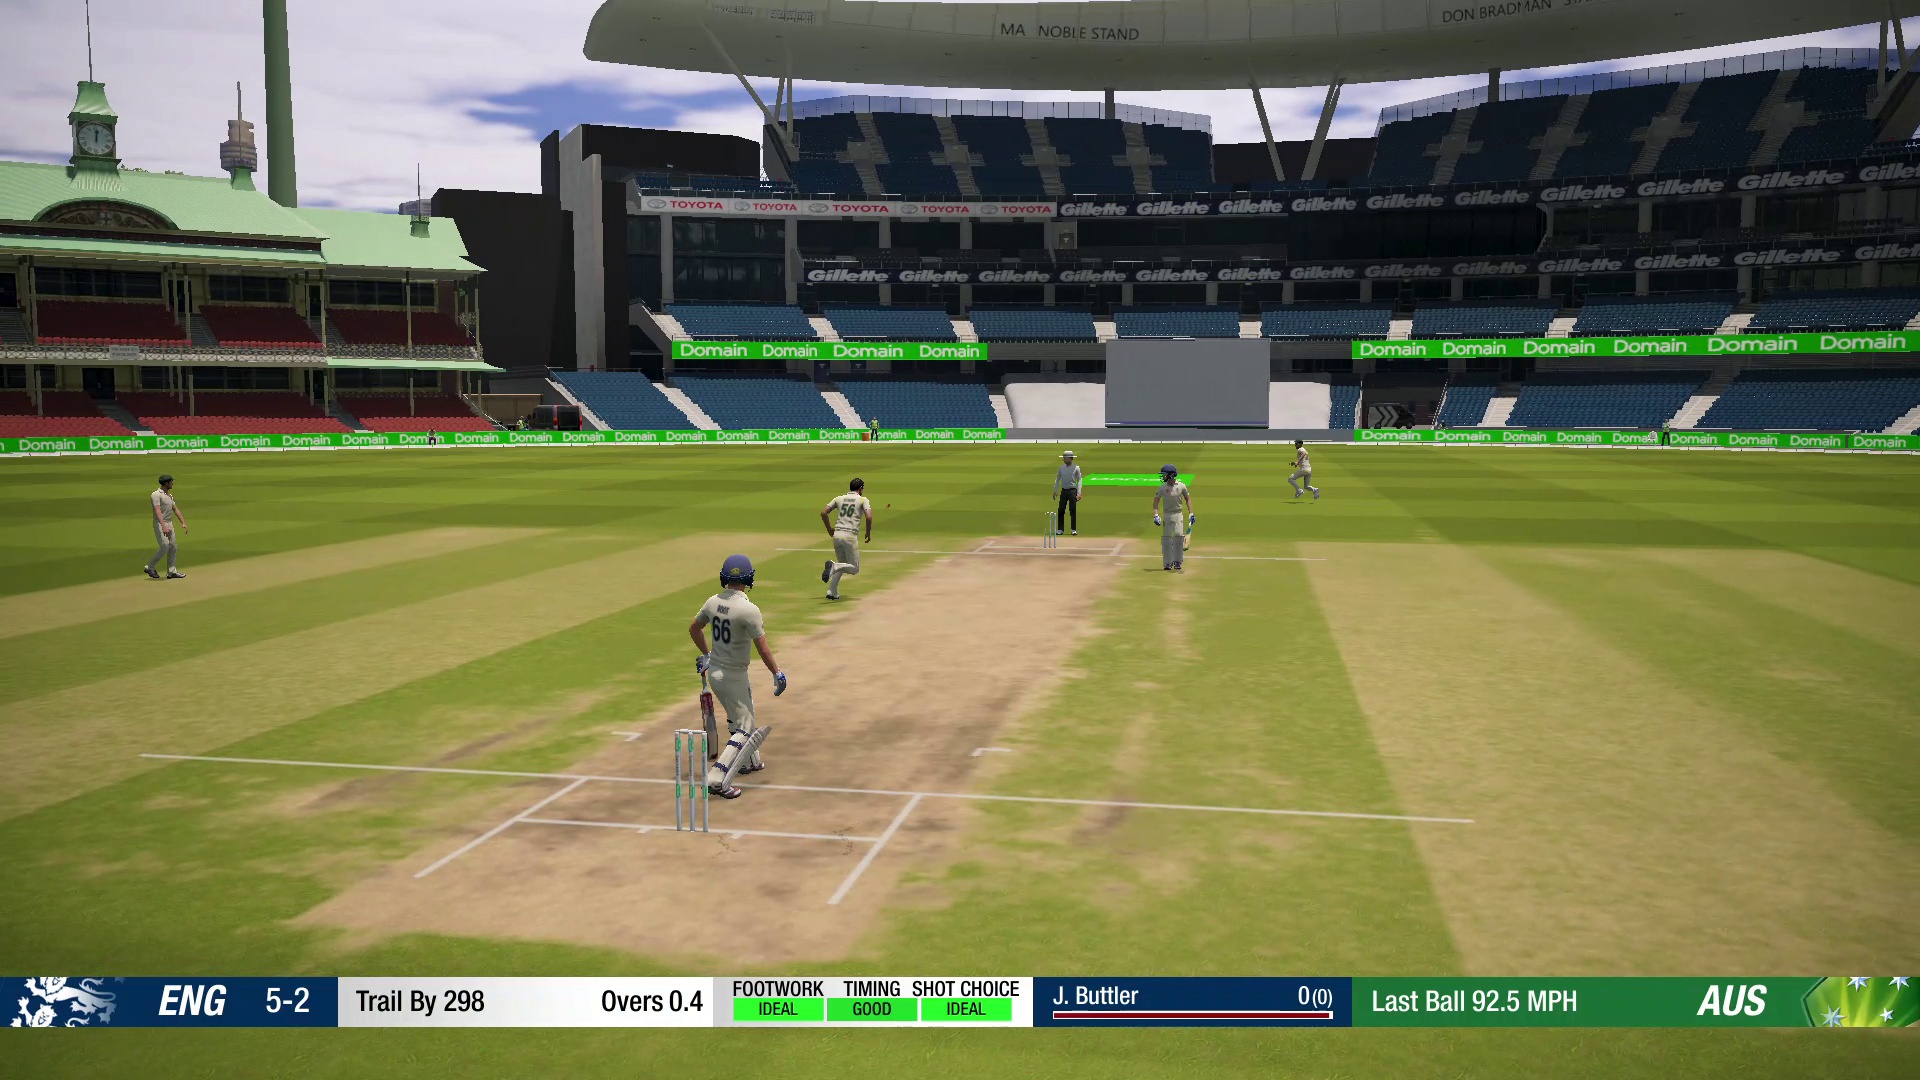 MA NOBLE STAND
DON BRADMAN
TOYOTA TOYOTA TOYOTA TOYOTA TOYOTA Gillette Gillette Gillette Gillette Gillette Gillette Gillette Gillette Gillette Gillette
Gillette Gillette Gillette Gillette Gillette Gillette Gillette Gillette Gillette Gillette Gillette Gillette
Domain Domain Domain Domain
Domain Domain Domain Domain Domain Domain
Domain Domain Domain Domain Domain Domain Domain Domain Domain Domain Domain Domain Domain Domain Domain Domain
Domain Domain Domain Domain Domain Domain Domain Domain Domain
56
ROOT
66
ENG 5-2
Trail By 298 Overs 0.4
FOOTWORK TIMING SHOT CHOICE
IDEAL GOOD IDEAL
J. Buttler 0 (0)
Last Ball 92.5 MPH
AUS